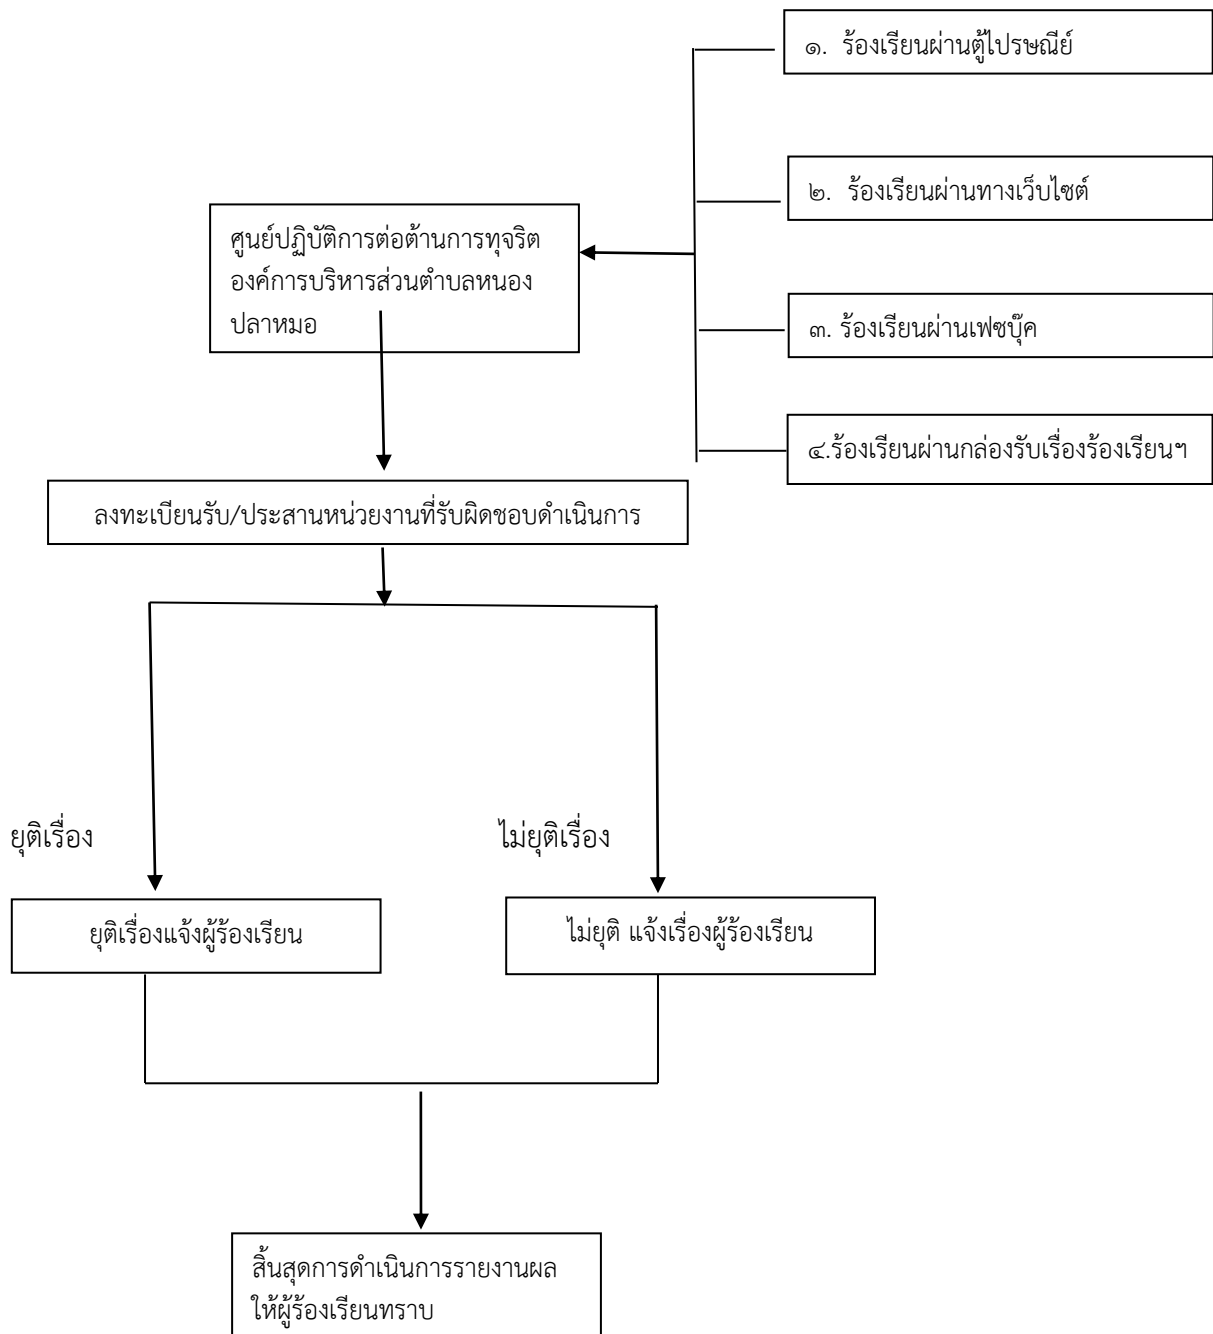 ๑.  ร้องเรียนผ่านตู้ไปรษณีย์
๒.  ร้องเรียนผ่านทางเว็บไซต์
ศูนย์ปฏิบัติการต่อต้านการทุจริต
องค์การบริหารส่วนตำบลหนอง
ปลาหมอ
๓. ร้องเรียนผ่านเฟซบุ๊ค
๔.ร้องเรียนผ่านกล่องรับเรื่องร้องเรียนฯ
ลงทะเบียนรับ/ประสานหน่วยงานที่รับผิดชอบดำเนินการ
ยุติเรื่อง
ไม่ยุติเรื่อง
ยุติเรื่องแจ้งผู้ร้องเรียน
ไม่ยุติ แจ้งเรื่องผู้ร้องเรียน
สิ้นสุดการดำเนินการรายงานผล
ให้ผู้ร้องเรียนทราบ